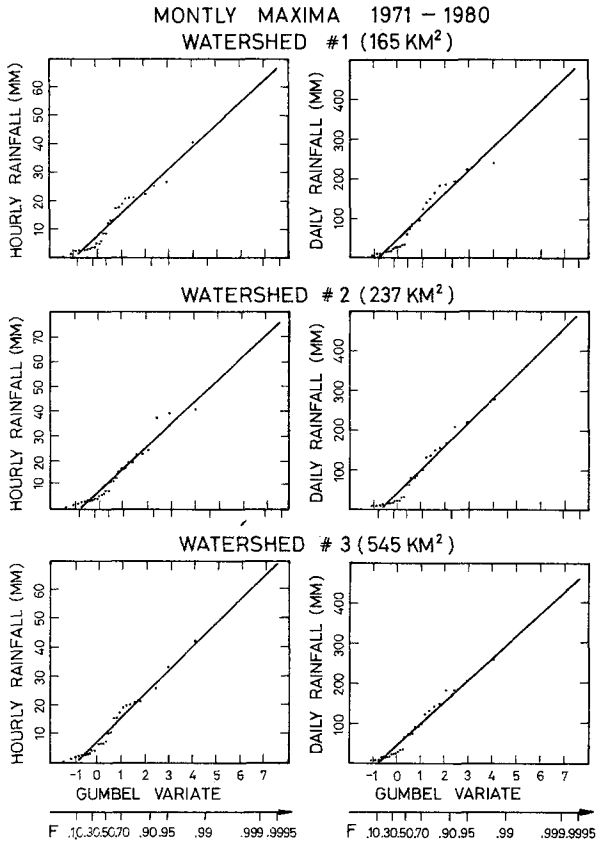 MONTLY MAXIMA 1971 – 1980
WATERSHED #1 (165 KM²)
HOURLY RAINFALL (MM)
60
50
40
30
20
10
DAILY RAINFALL (MM)
400
300
200
100
WATERSHED #2 (237 KM²)
HOURLY RAINFALL (MM)
70
60
50
40
30
20
10
DAILY RAINFALL (MM)
400
300
200
100
WATERSHED #3 (545 KM²)
HOURLY RAINFALL (MM)
60
50
40
30
20
10
DAILY RAINFALL (MM)
400
300
200
100
-1 0 1 2 3 4 5 6 7
GUMBEL VARIATE
-1 0 1 2 3 4 5 6 7
GUMBEL VARIATE
F .10.30.50.70 .90.95 .99 .999.9995
F .10.30.50.70 .90.95 .99 .999.9995